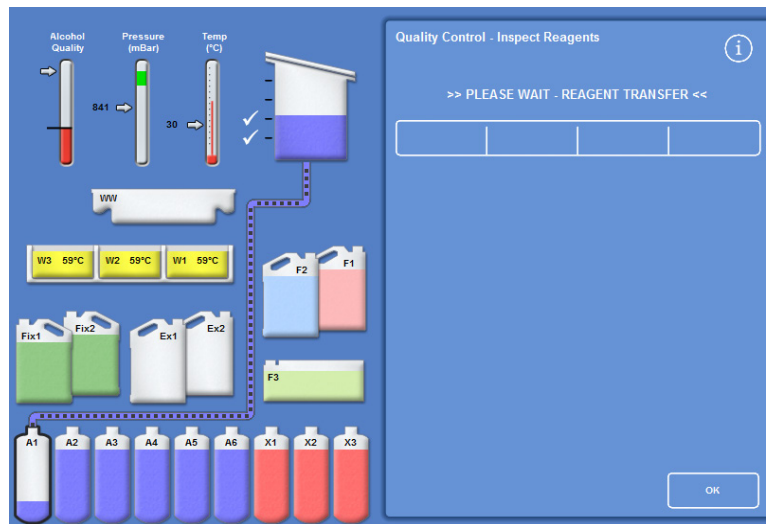 Alcohol
Quality
Pressure
(mBar)
Temp
(°C)
841
30
WW
W3 59°C
W2 59°C
W1 59°C
F2
F1
Fix1
Fix2
Ex1
Ex2
F3
A1
A2
A3
A4
A5
A6
X1
X2
X3
Quality Control - Inspect Reagents
i
>> PLEASE WAIT - REAGENT TRANSFER <<
OK